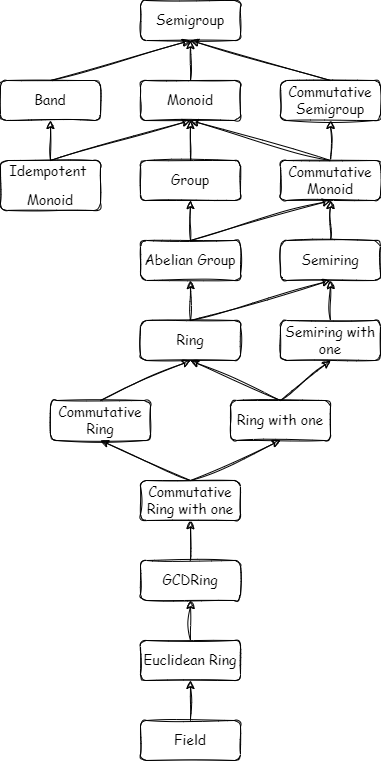 Semigroup
Band
Monoid
Commutative
Semigroup
Idempotent
Monoid
Group
Commutative
Monoid
Abelian Group
Semiring
Ring
Semiring with
one
Commutative
Ring
Ring with one
Commutative
Ring with one
GCDRing
Euclidean Ring
Field